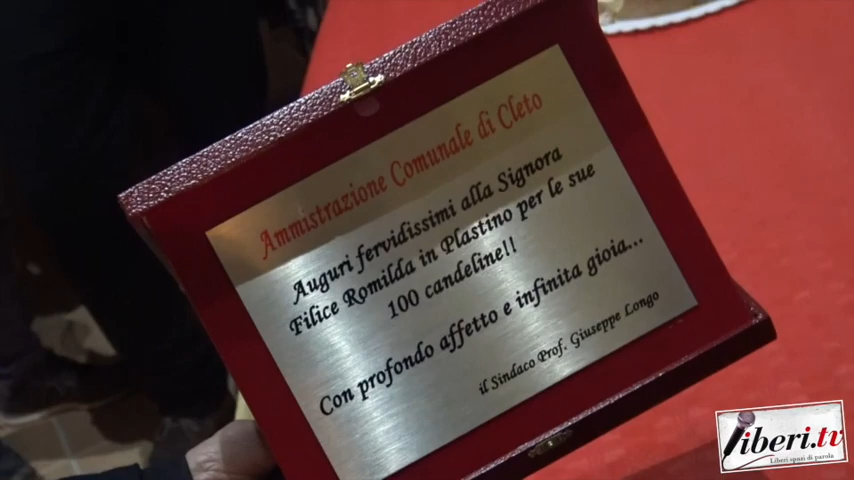 Ammistrazione Comunale di Cleto
Auguri fervidissimi alla Signora
Filice Romilda in Plastino per le sue
100 candeline!!
Con profondo affetto e infinita gioia...
il Sindaco Prof. Giuseppe Longo
liberi.tv
Liberi spazi di parola